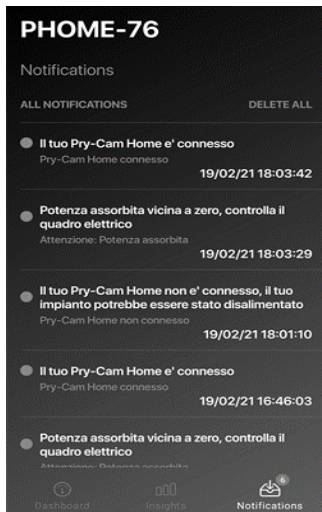 PHOME-76
Notifications
ALL NOTIFICATIONS DELETE ALL
Il tuo Pry-Cam Home e' connesso
Pry-Cam Home connesso
19/02/21 18:03:42
Potenza assorbita vicina a zero, controlla il
quadro elettrico
Attenzione: Potenza assorbita
19/02/21 18:03:29
Il tuo Pry-Cam Home non e' connesso, il tuo
impianto potrebbe essere stato disalimentato
Pry-Cam Home non connesso
19/02/21 18:01:10
Il tuo Pry-Cam Home e' connesso
Pry-Cam Home connesso
19/02/21 16:46:03
Potenza assorbita vicina a zero, controlla il
quadro elettrico
Attenzione: Potenza assorbita
6
Dashboard Insights Notifications